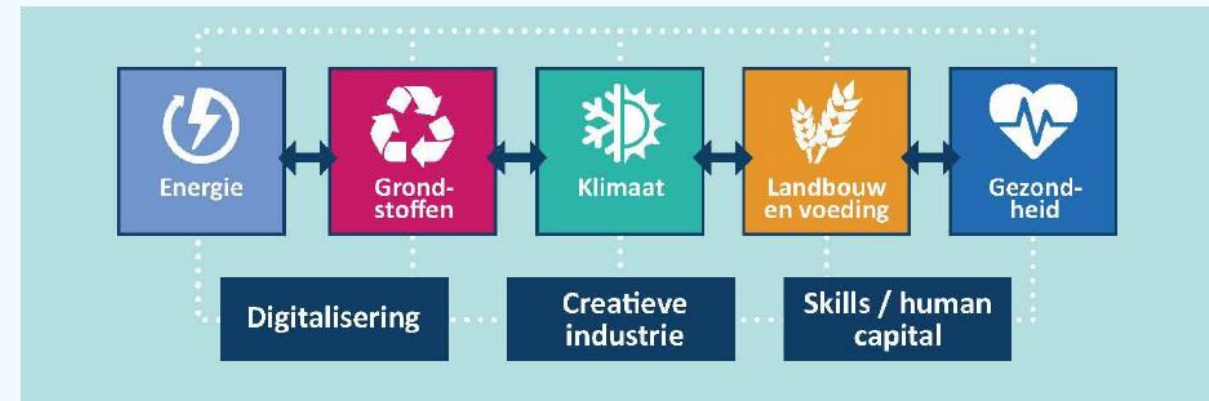 Energie
Grond-
stoffen
Klimaat
Landbouw
en voeding
Gezond-
heid
Digitalisering
Creatieve
industrie
Skills / human
capital